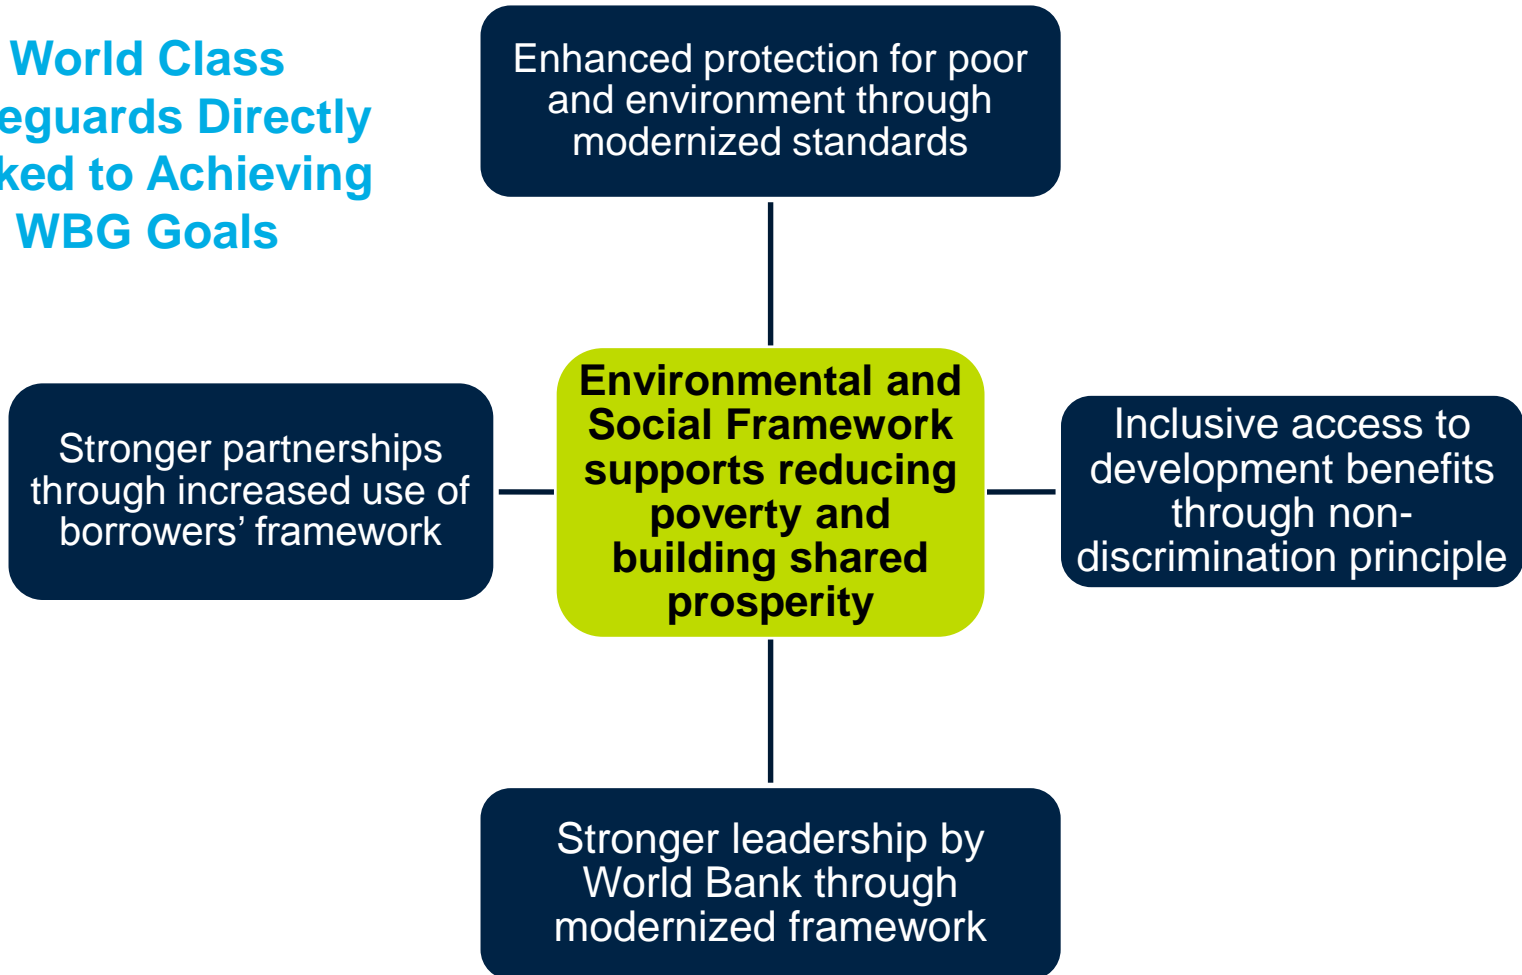 World Class
eguards Directly
ked to Achieving
WBG Goals
Enhanced protection for poor
and environment through
modernized standards
Stronger partnerships
through increased use of
borrowers’ framework
Environmental and
Social Framework
supports reducing
poverty and
building shared
prosperity
Inclusive access to
development benefits
through non-
discrimination principle
Stronger leadership by
World Bank through
modernized framework